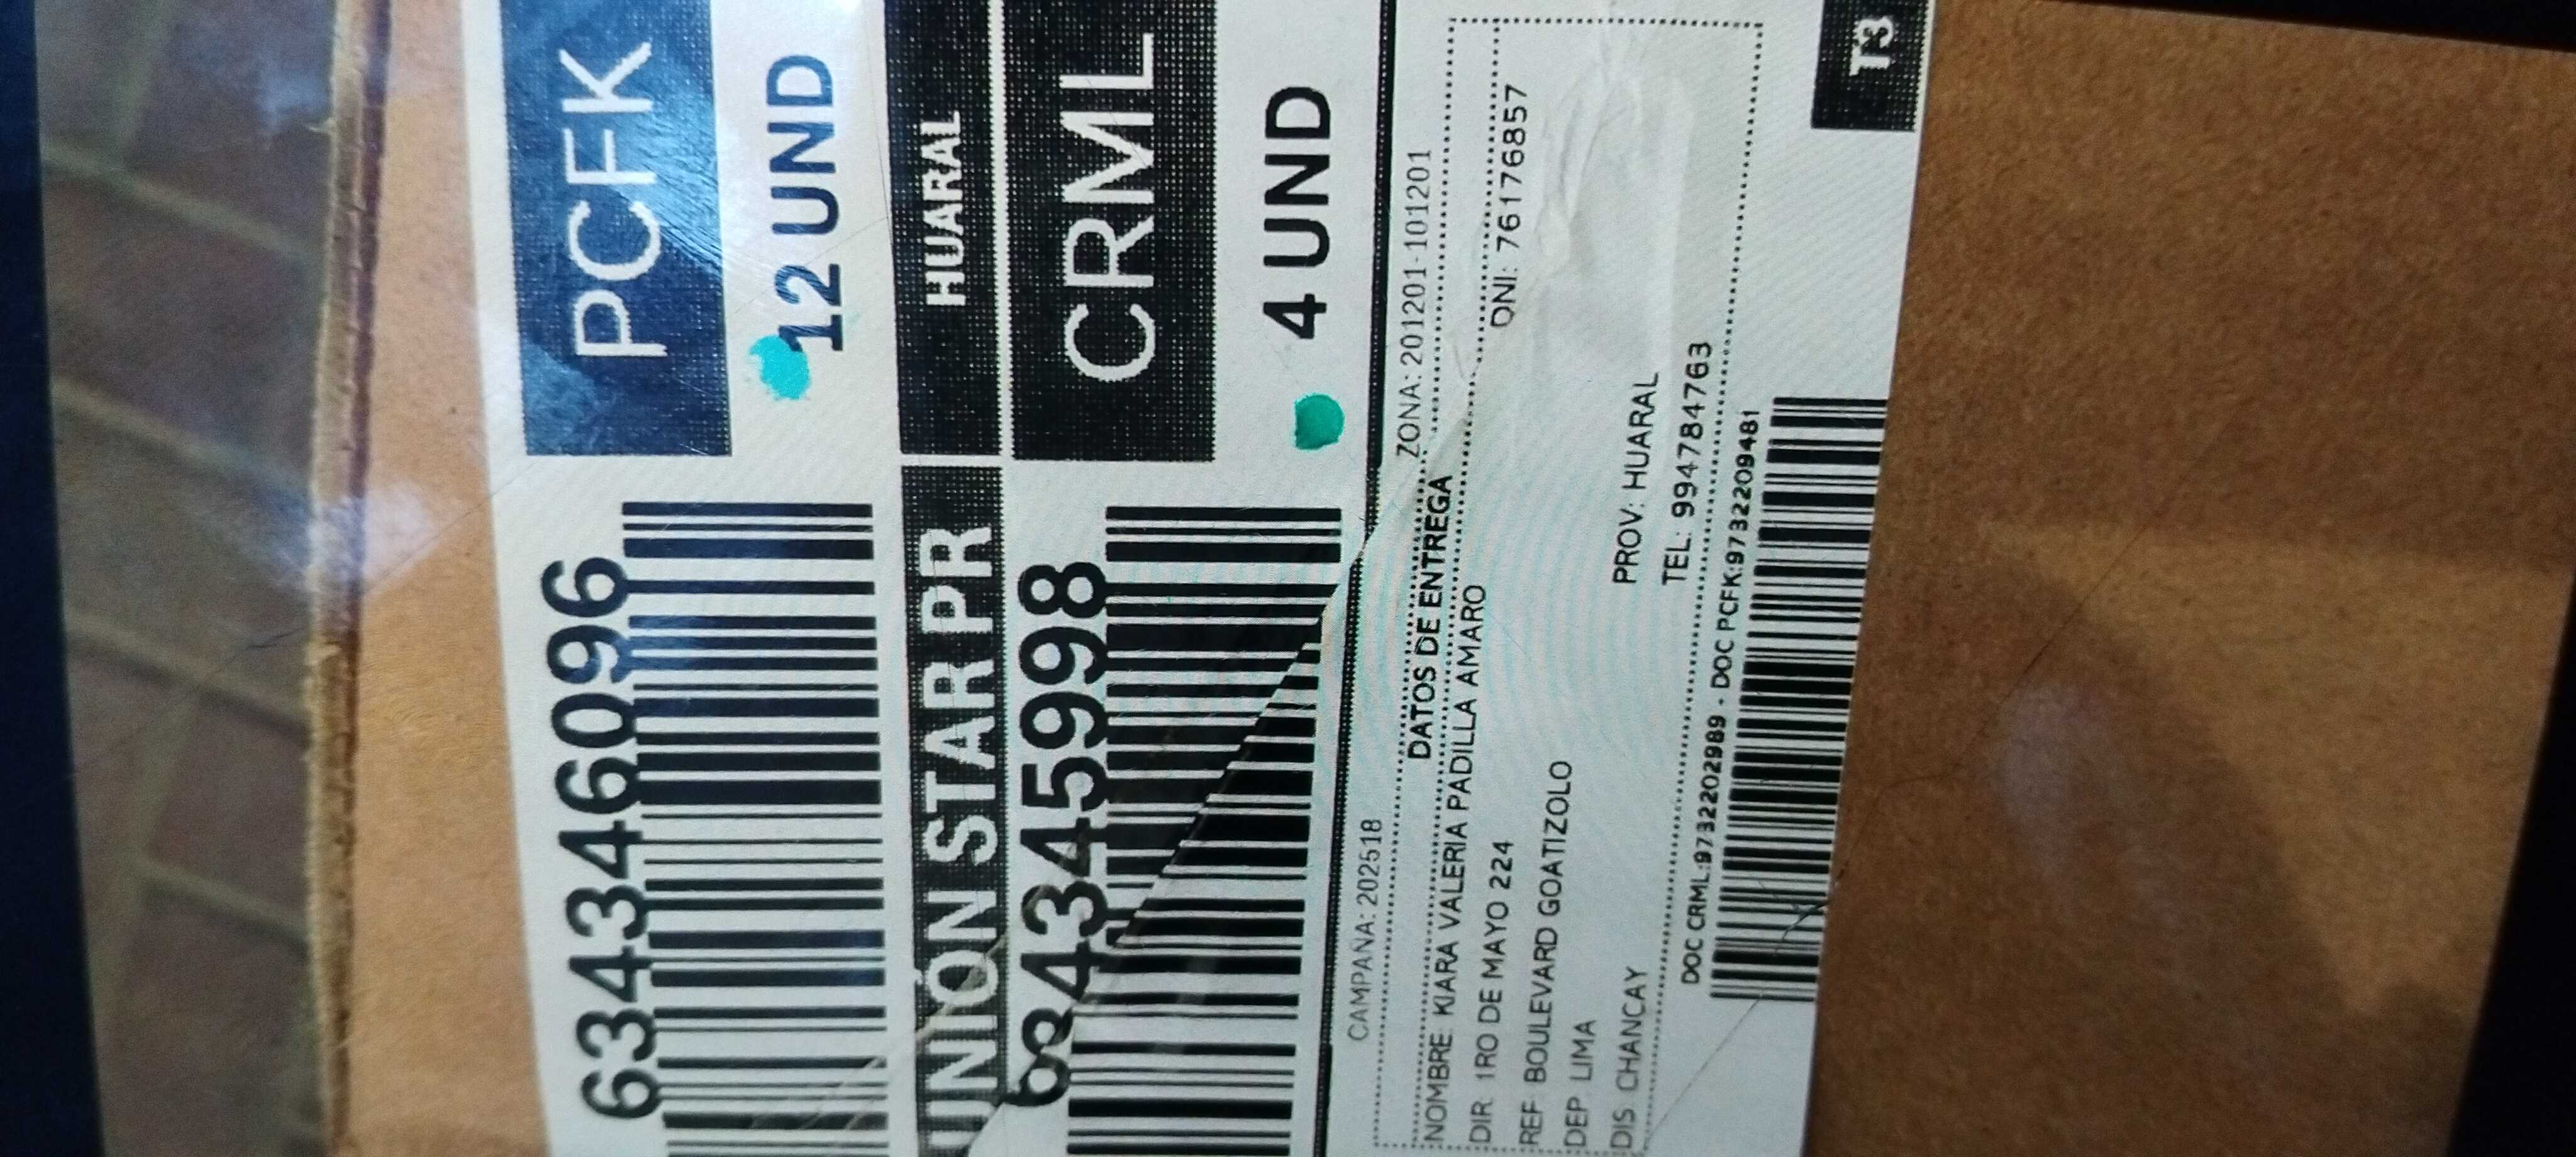 6343446096
PCFK
12 UND
UNIÓN STAR PR
HUARAL
CRML
4 UND
CAMPAÑA: 202518
ZONA: 201201-101201
DATOS DE ENTREGA
NOMBRE: KIARA VALERIA PADILLA AMARO
DIR: 1RO DE MAYO 224
DNI: 76176857
REF: BOULEVARD GOATIZOLO
DEP: LIMA
PROV: HUARAL
DIS: CHANCAY
TEL: 994784763
DOC CRML:9732202989 - DOC PCFK:9732209481
T3